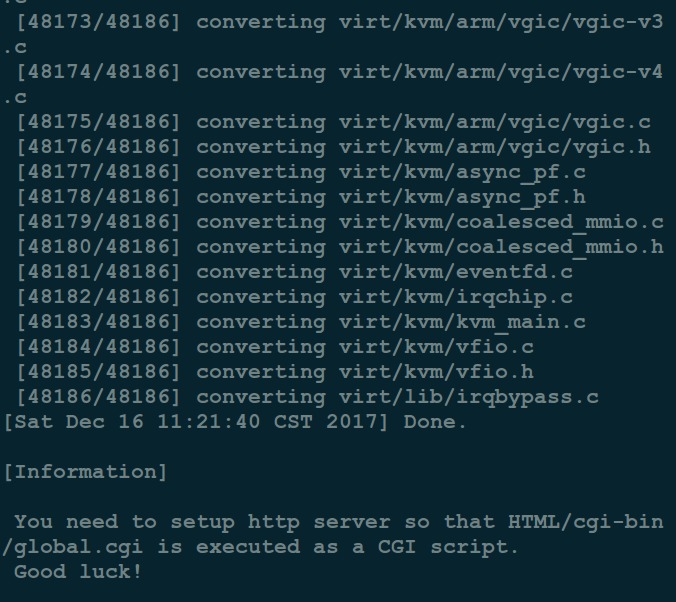 .c
[48173/48186] converting virt/kvm/arm/vgic/vgic-v3
.c
[48174/48186] converting virt/kvm/arm/vgic/vgic-v4
.c
[48175/48186] converting virt/kvm/arm/vgic/vgic.c
[48176/48186] converting virt/kvm/arm/vgic/vgic.h
[48177/48186] converting virt/kvm/async_pf.c
[48178/48186] converting virt/kvm/async_pf.h
[48179/48186] converting virt/kvm/coalesced_mmio.c
[48180/48186] converting virt/kvm/coalesced_mmio.h
[48181/48186] converting virt/kvm/eventfd.c
[48182/48186] converting virt/kvm/irqchip.c
[48183/48186] converting virt/kvm/kvm_main.c
[48184/48186] converting virt/kvm/vfio.c
[48185/48186] converting virt/kvm/vfio.h
[48186/48186] converting virt/lib/irqbypass.c
[Sat Dec 16 11:21:40 CST 2017] Done.
[Information]
You need to setup http server so that HTML/cgi-bin
/global.cgi is executed as a CGI script.
Good luck!